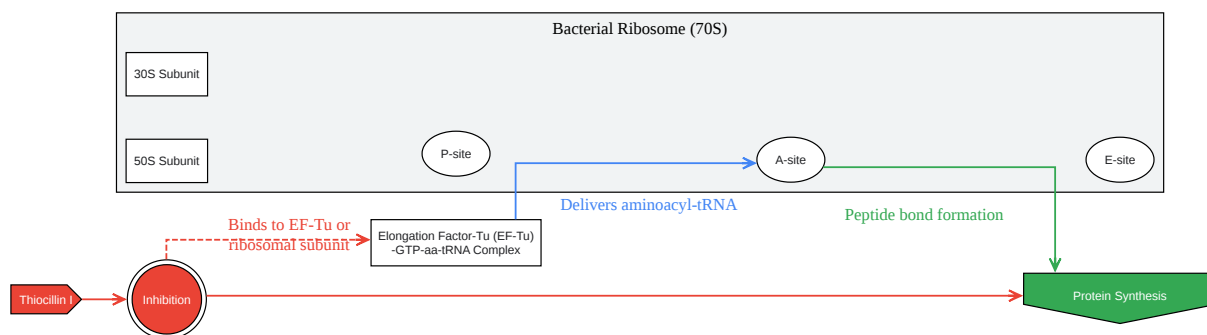 Bacterial Ribosome (70S)
30S Subunit
50S Subunit
P-site
A-site
E-site
Binds to EF-Tu or
ribosomal subunit
Delivers aminoacyl-tRNA
Peptide bond formation
Elongation Factor-Tu (EF-Tu)
-GTP-aa-tRNA Complex
Thiocillin I
Inhibition
Protein Synthesis